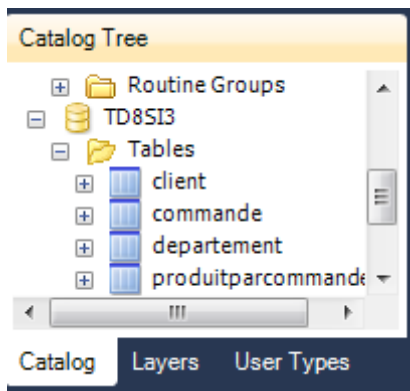 Catalog Tree
Routine Groups
TD8SI3
Tables
client
commande
departement
produitparcommande
Catalog Layers User Types